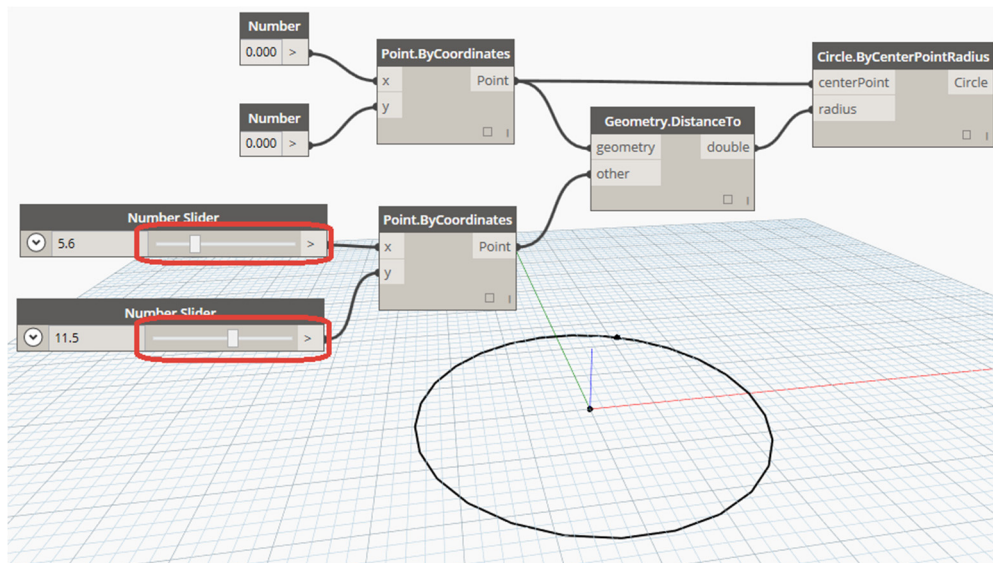 Number
0.000 >
Point.ByCoordinates
x Point
y
Circle.ByCenterPointRadius
centerPoint Circle
radius
Number
0.000 >
Geometry.DistanceTo
geometry double
other
Number Slider
5.6 >
Point.ByCoordinates
x Point
y
Number Slider
11.5 >